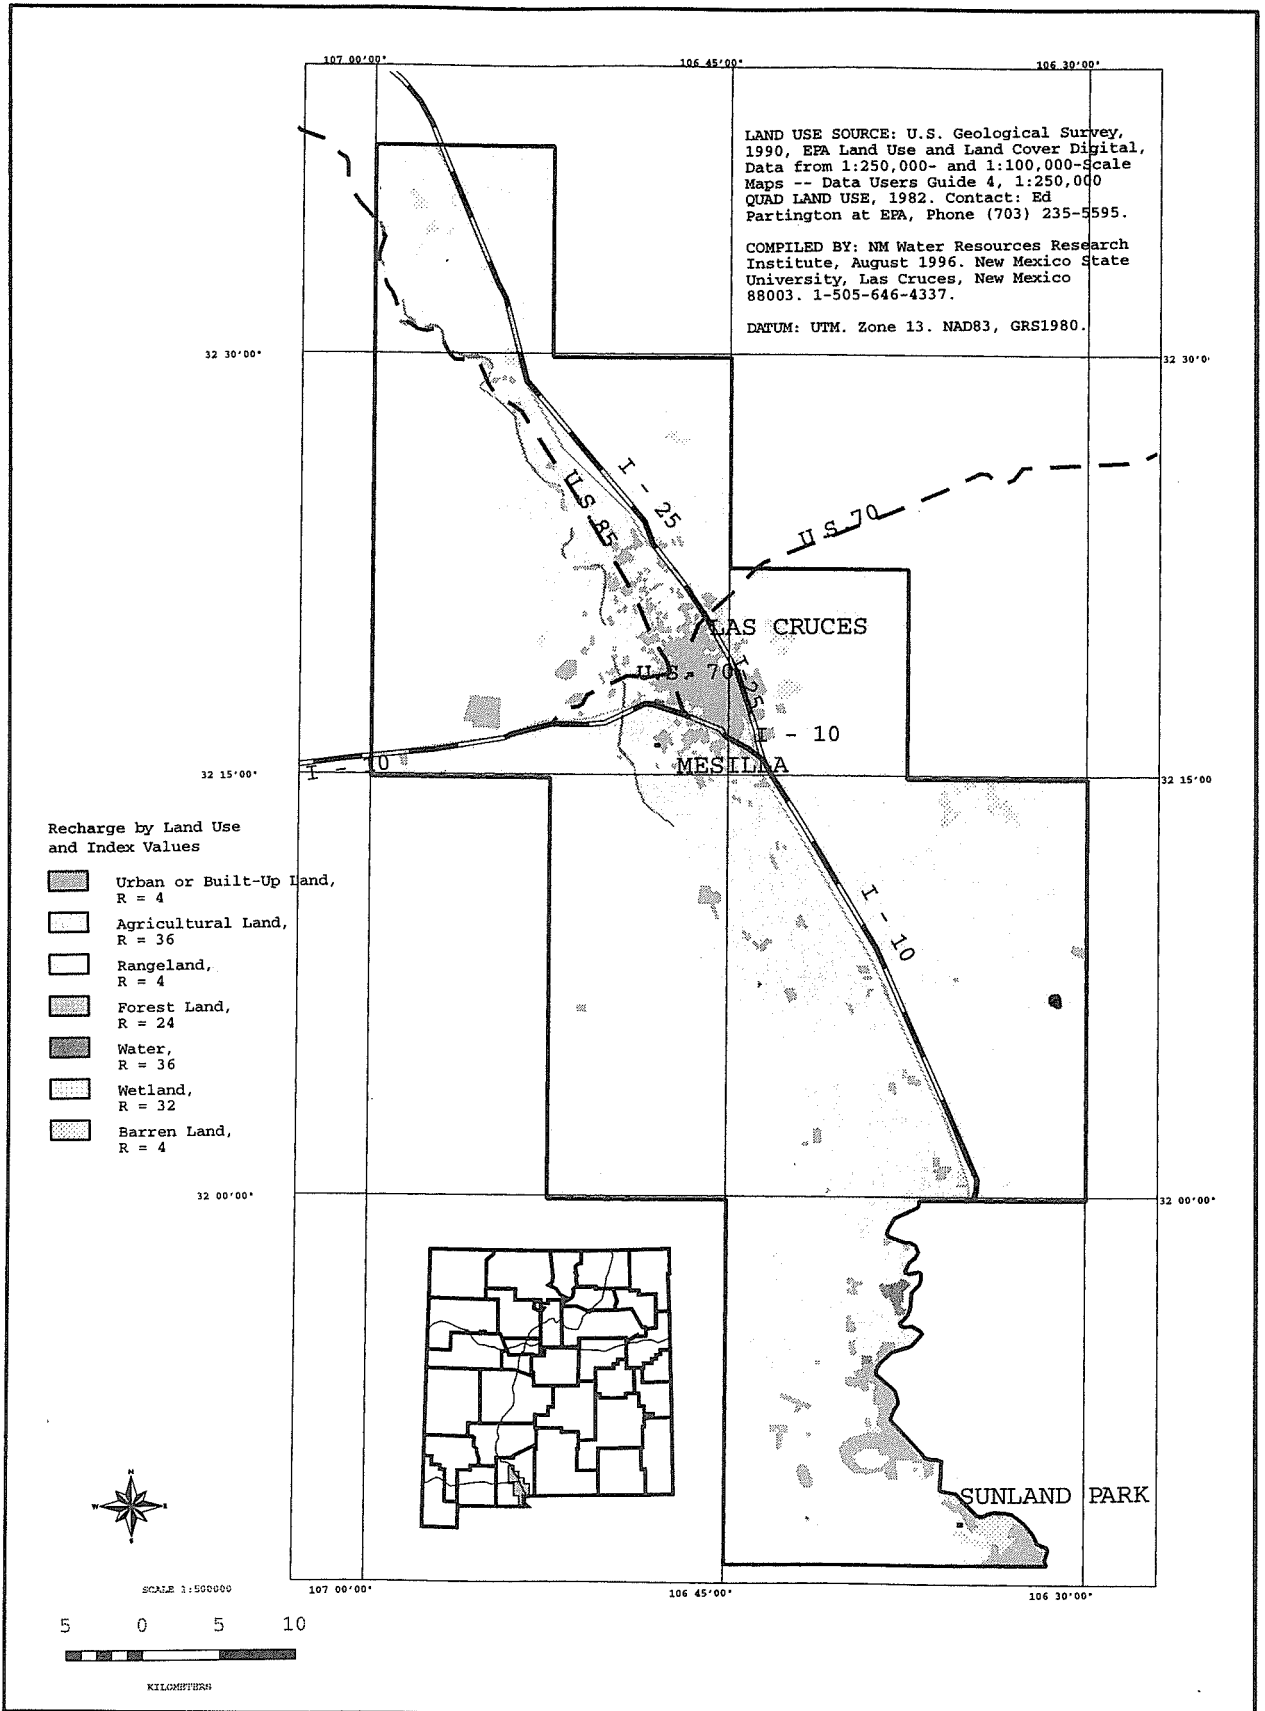 107 00'00"
106 45'00"
106 30'00"
LAND USE SOURCE: U.S. Geological Survey,
1990, EPA Land Use and Land Cover Digital,
Data from 1:250,000- and 1:100,000-Scale
Maps -- Data Users Guide 4, 1:250,000
QUAD LAND USE, 1982. Contact: Ed
Partington at EPA, Phone (703) 235-5595.
COMPILED BY: NM Water Resources Research
Institute, August 1996. New Mexico State
University, Las Cruces, New Mexico
88003. 1-505-646-4337.
DATUM: UTM. Zone 13. NAD83, GRS1980.
32 30'00"
32 30'0
I - 25
U S 85
U S 70
LAS CRUCES
U.S. 70
I-25
I - 10
MESILLA
I - 10
32 15'00"
32 15'00
Recharge by Land Use
and Index Values
Urban or Built-Up Land,
R = 4
Agricultural Land,
R = 36
Rangeland,
R = 4
Forest Land,
R = 24
Water,
R = 36
Wetland,
R = 32
Barren Land,
R = 4
I - 10
32 00'00"
32 00'00"
SUNLAND PARK
N
W
E
S
SCALE 1:500000
107 00'00"
106 45'00"
106 30'00"
5 0 5 10
KILOMETERS